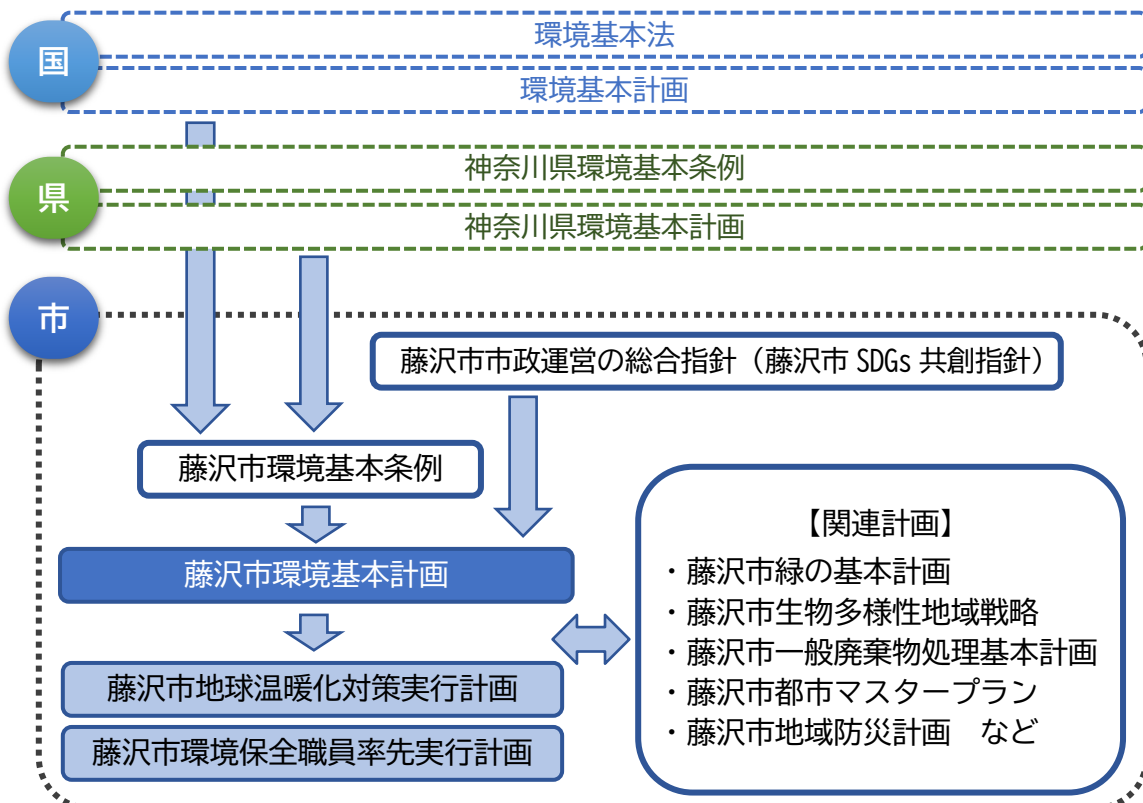 国
環境基本法
環境基本計画
県
神奈川県環境基本条例
神奈川県環境基本計画
市
藤沢市市政運営の総合指針（藤沢市 SDGs 共創指針）
藤沢市環境基本条例
藤沢市環境基本計画
藤沢市地球温暖化対策実行計画
藤沢市環境保全職員率先実行計画
【関連計画】
・藤沢市緑の基本計画
・藤沢市生物多様性地域戦略
・藤沢市一般廃棄物処理基本計画
・藤沢市都市マスタープラン
・藤沢市地域防災計画　など